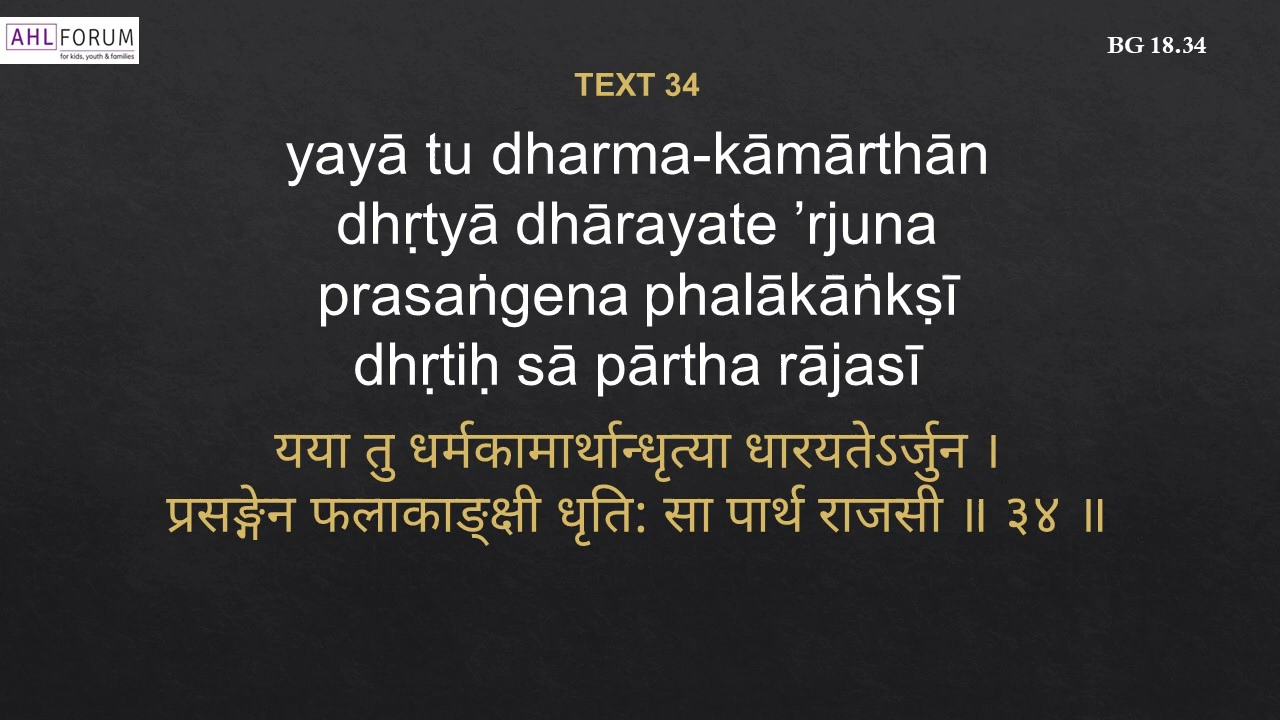 AHL FORUM
for kids, youth & families
BG 18.34
TEXT 34
yayā tu dharma-kāmārthān
dhṛtyā dhārayate ’rjuna
prasaṅgena phalākāṅkṣī
dhṛtiḥ sā pārtha rājasī
यया तु धर्मकामार्थान्धृत्या धारयतेऽर्जुन ।
प्रसङ्गेन फलाकाङ्‍क्षी धृति: सा पार्थ राजसी ॥ ३४ ॥